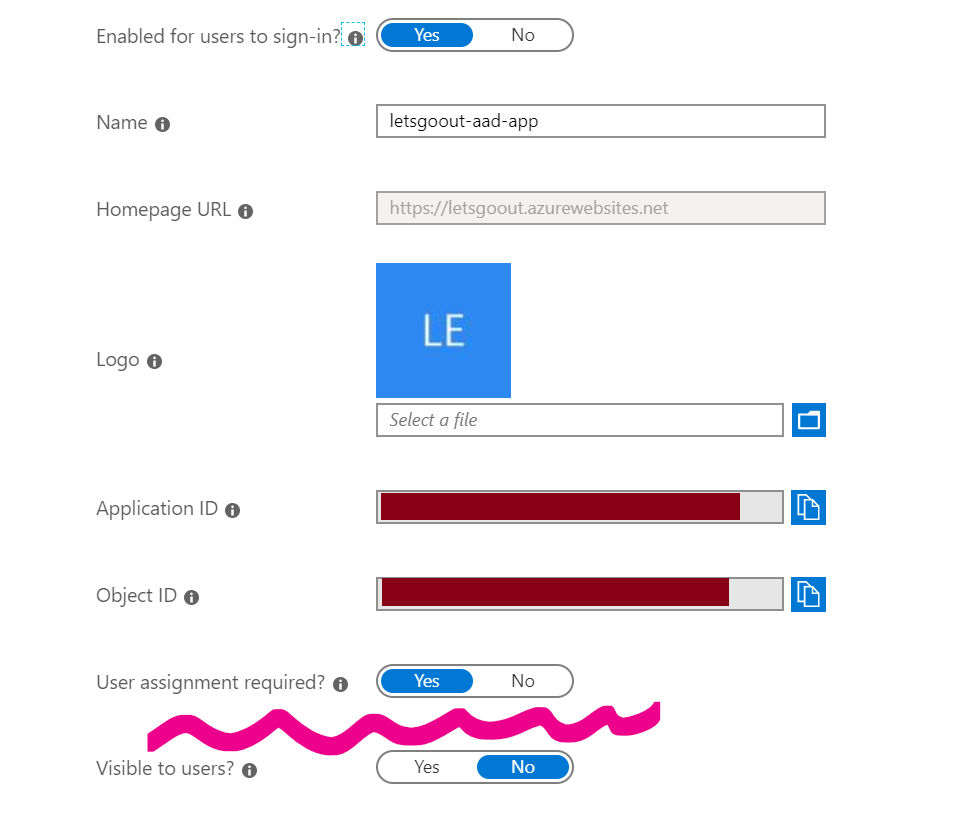 Enabled for users to sign-in? Yes No
Name letsgoout-aad-app
Homepage URL https://letsgoout.azurewebsites.net
LE
Logo
Select a file
Application ID
Object ID
User assignment required? Yes No
Visible to users? Yes No